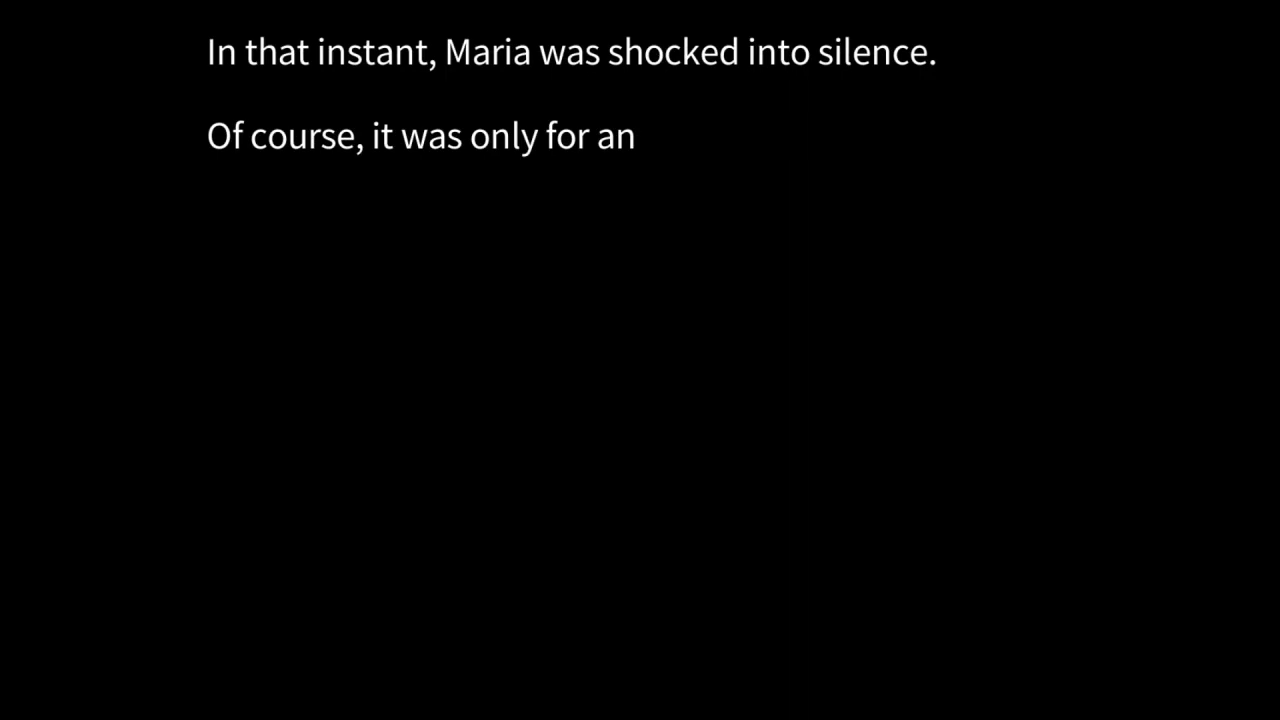 In that instant, Maria was shocked into silence.
Of course, it was only for an